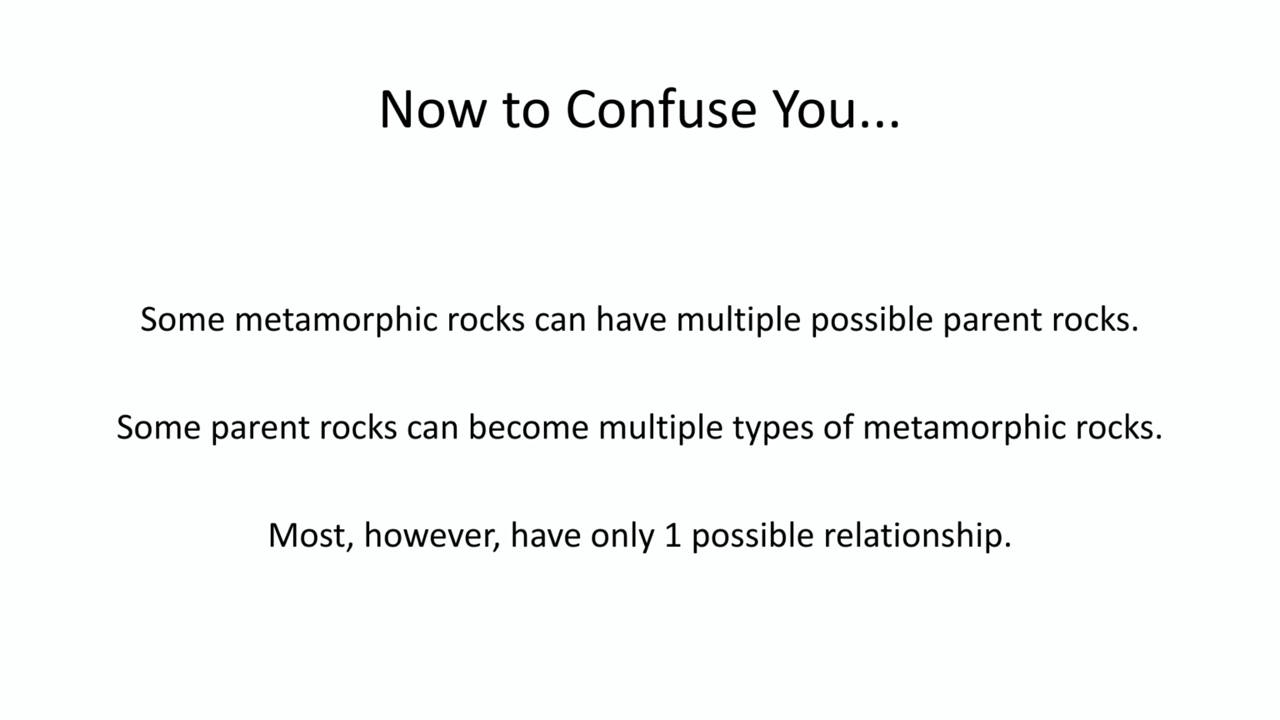 Now to Confuse You...
Some metamorphic rocks can have multiple possible parent rocks.
Some parent rocks can become multiple types of metamorphic rocks.
Most, however, have only 1 possible relationship.